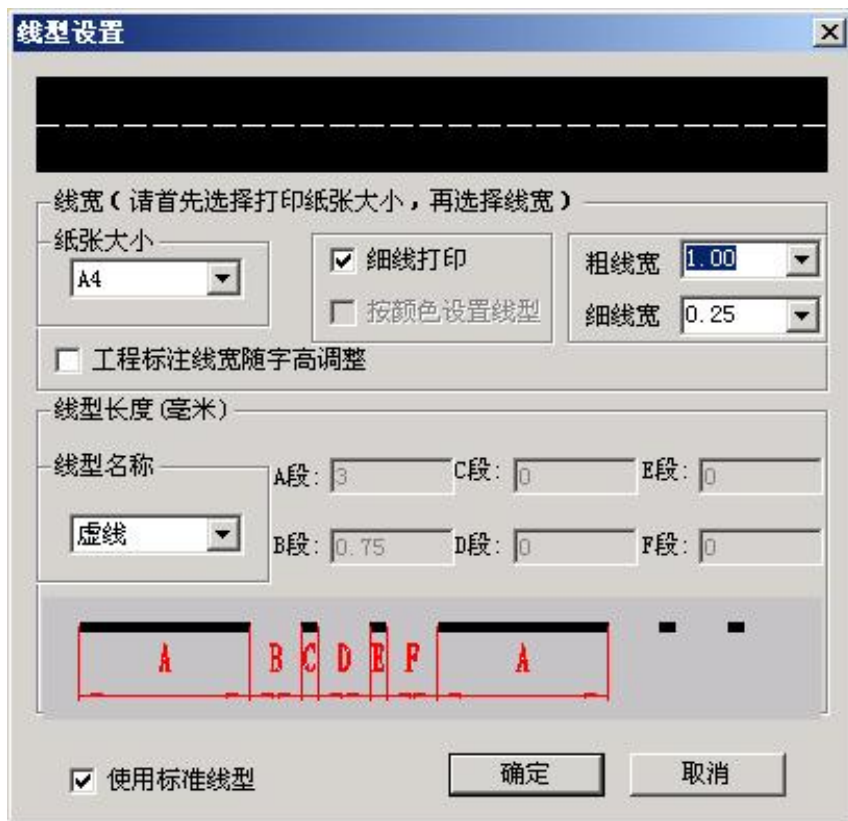 线型设置
线宽(请首先选择打印纸张大小,再选择线宽)
纸张大小
A4
细线打印
按颜色设置线型
粗线宽 1.00
细线宽 0.25
工程标注线宽随字高调整
线型长度(毫米)
线型名称
虚线
A段: 3 C段: 0 E段: 0
B段: 0.75 D段: 0 F段: 0
A B C D E F A
使用标准线型 确定 取消